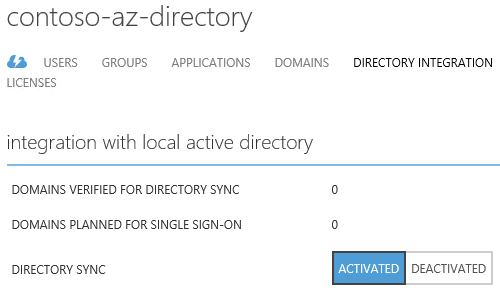 contoso-az-directory
USERS GROUPS APPLICATIONS DOMAINS DIRECTORY INTEGRATION
LICENSES
integration with local active directory
DOMAINS VERIFIED FOR DIRECTORY SYNC 0
DOMAINS PLANNED FOR SINGLE SIGN-ON 0
DIRECTORY SYNC ACTIVATED DEACTIVATED